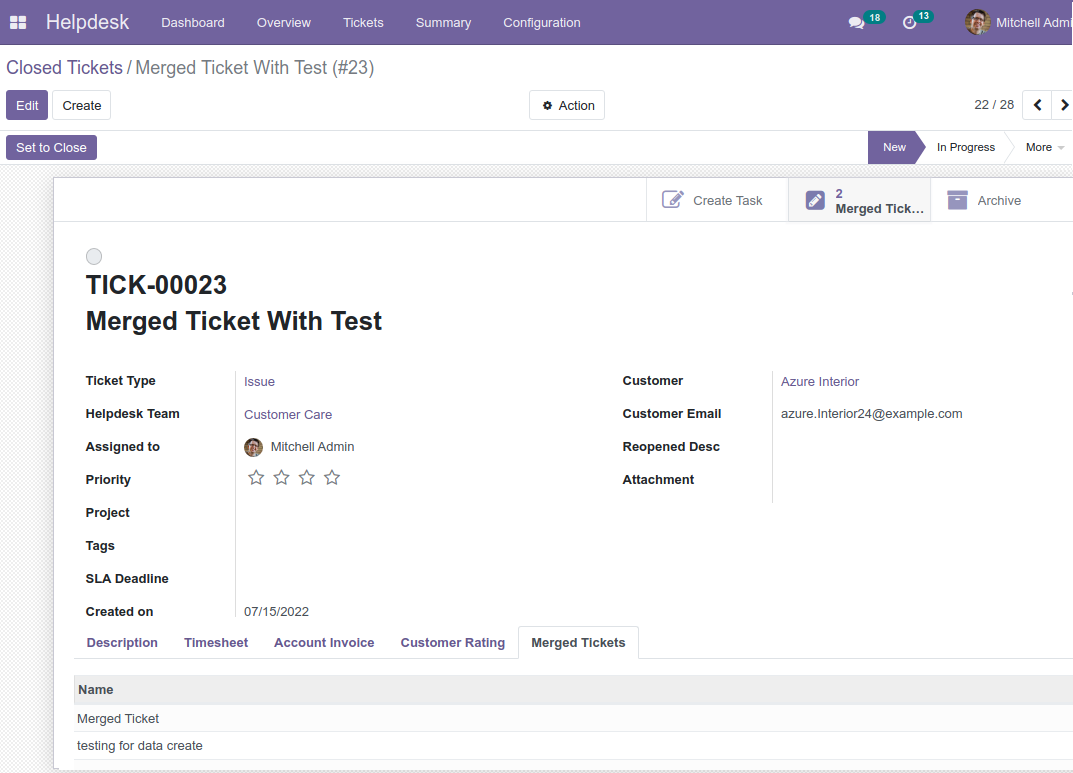 Helpdesk Dashboard Overview Tickets Summary Configuration 18 13 Mitchell Admi
Closed Tickets / Merged Ticket With Test (#23)
Edit Create Action 22 / 28
Set to Close New In Progress More
Create Task 2 Merged Tick... Archive
TICK-00023
Merged Ticket With Test
Ticket Type Issue Customer Azure Interior
Helpdesk Team Customer Care Customer Email azure.Interior24@example.com
Assigned to Mitchell Admin Reopened Desc
Priority Attachment
Project
Tags
SLA Deadline
Created on 07/15/2022
Description Timesheet Account Invoice Customer Rating Merged Tickets
Name
Merged Ticket
testing for data create